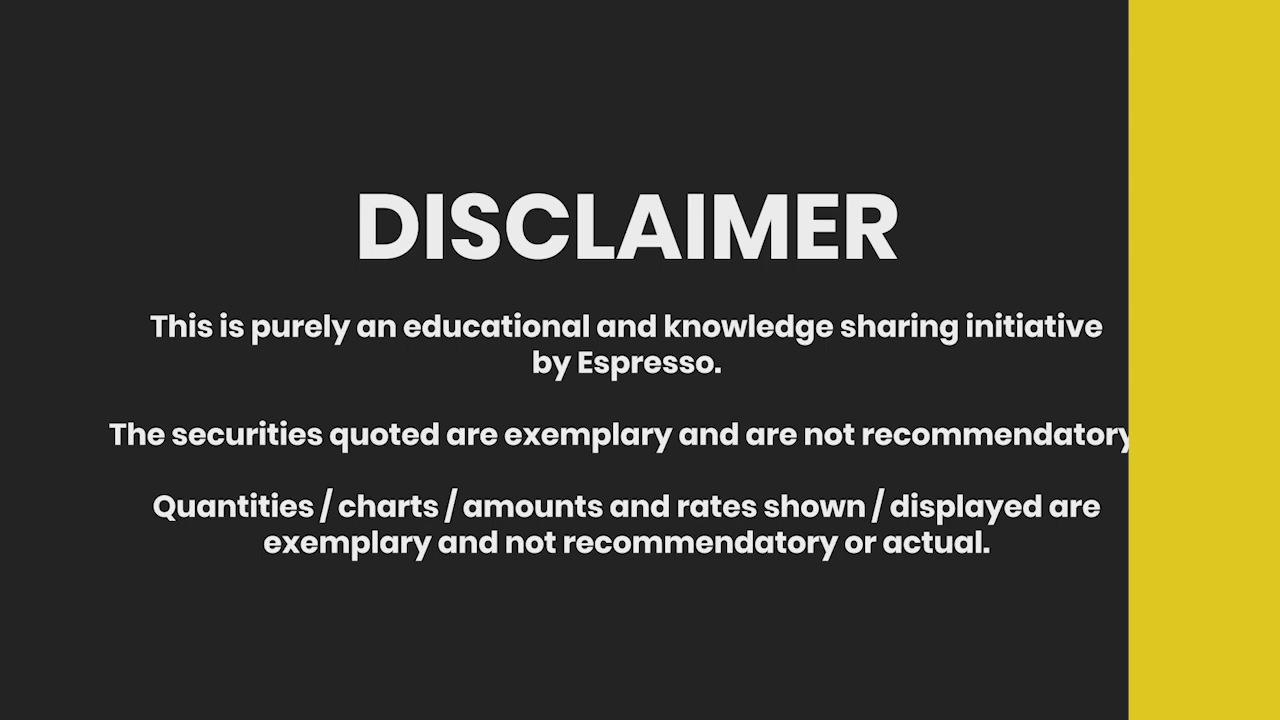 DISCLAIMER
This is purely an educational and knowledge sharing initiative
by Espresso.
The securities quoted are exemplary and are not recommendatory
Quantities / charts / amounts and rates shown / displayed are
exemplary and not recommendatory or actual.